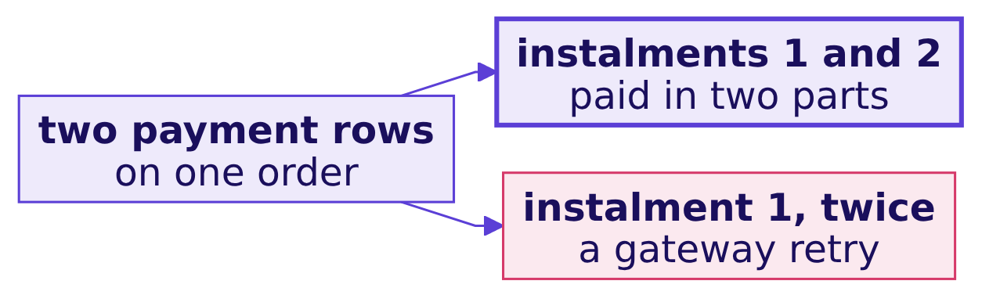 two payment rows
on one order
instalments 1 and 2
paid in two parts
instalment 1, twice
a gateway retry